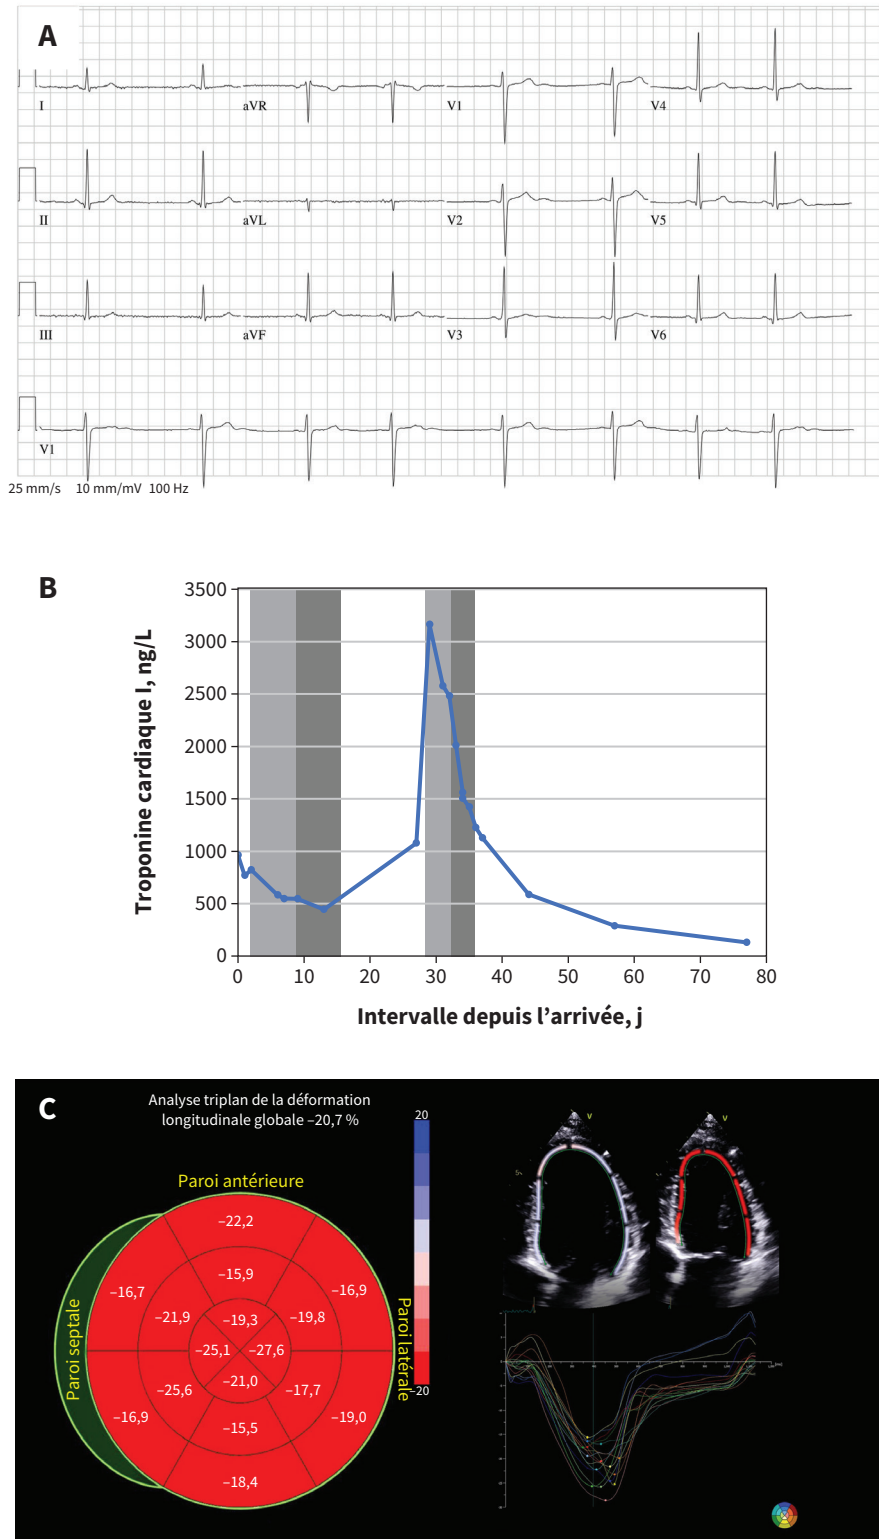 A
I aVR V1 V4
II aVL V2 V5
III aVF V3 V6
V1
25 mm/s 10 mm/mV 100 Hz
B
Troponine cardiaque I, ng/L
3500
3000
2500
2000
1500
1000
500
0
0 10 20 30 40 50 60 70 80
Intervalle depuis l’arrivée, j
C
Analyse triplan de la déformation
longitudinale globale –20,7 %
20
–20
Paroi antérieure
Paroi septale
Paroi latérale
–22,2
–16,7 –15,9 –16,9
–21,9 –19,3 –19,8
–25,1 –27,6
–25,6 –21,0 –17,7
–16,9 –15,5 –19,0
–18,4
V V